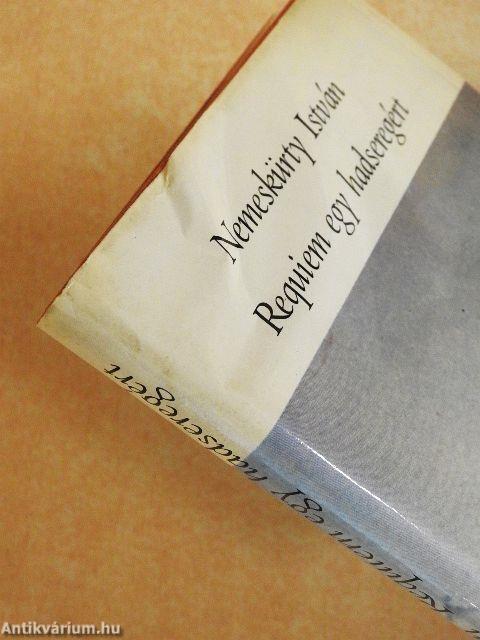 Nemeskürty István
Requiem egy hadseregért
Requiem egy hadseregért
Antikvárium.hu